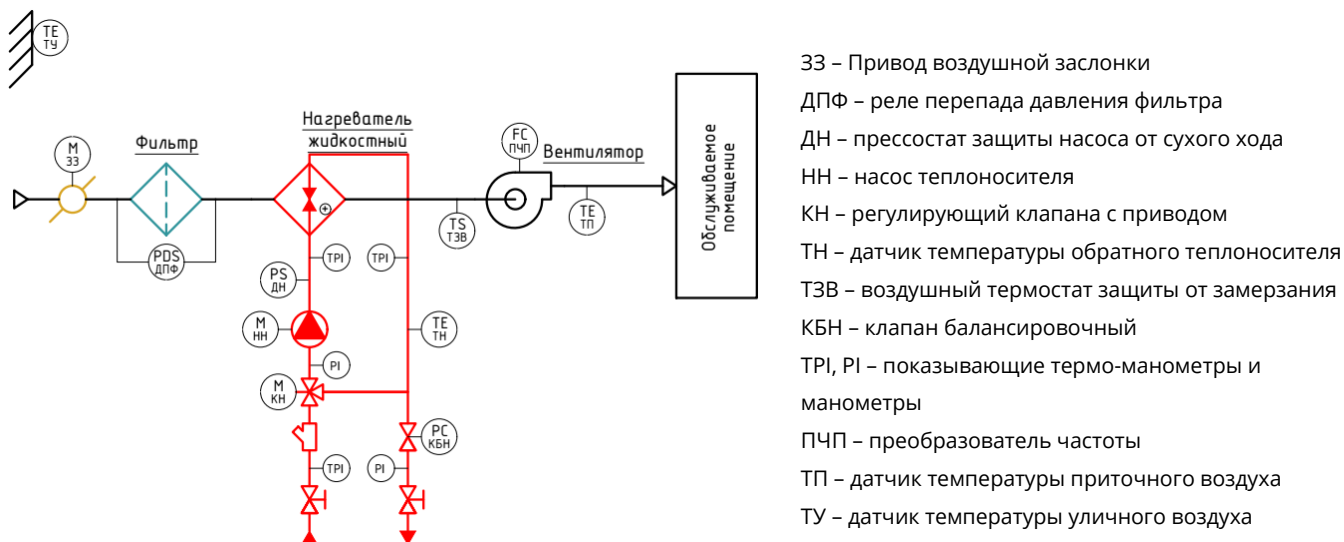 TE
ТУ
Нагреватель
жидкостный
Фильтр
M
ЗЗ
FC
ПЧП
Вентилятор
Обслуживаемое
помещение
TS
ТЗВ
TE
ТП
PDS
ДПФ
TPI
TPI
PS
ДН
M
НН
TE
ТН
PI
M
КН
PC
КБН
TPI
PI
ЗЗ – Привод воздушной заслонки
ДПФ – реле перепада давления фильтра
ДН – прессостат защиты насоса от сухого хода
НН – насос теплоносителя
КН – регулирующий клапана с приводом
ТН – датчик температуры обратного теплоносителя
ТЗВ – воздушный термостат защиты от замерзания
КБН – клапан балансировочный
TPI, PI – показывающие термо-манометры и
манометры
ПЧП – преобразователь частоты
ТП – датчик температуры приточного воздуха
ТУ – датчик температуры уличного воздуха